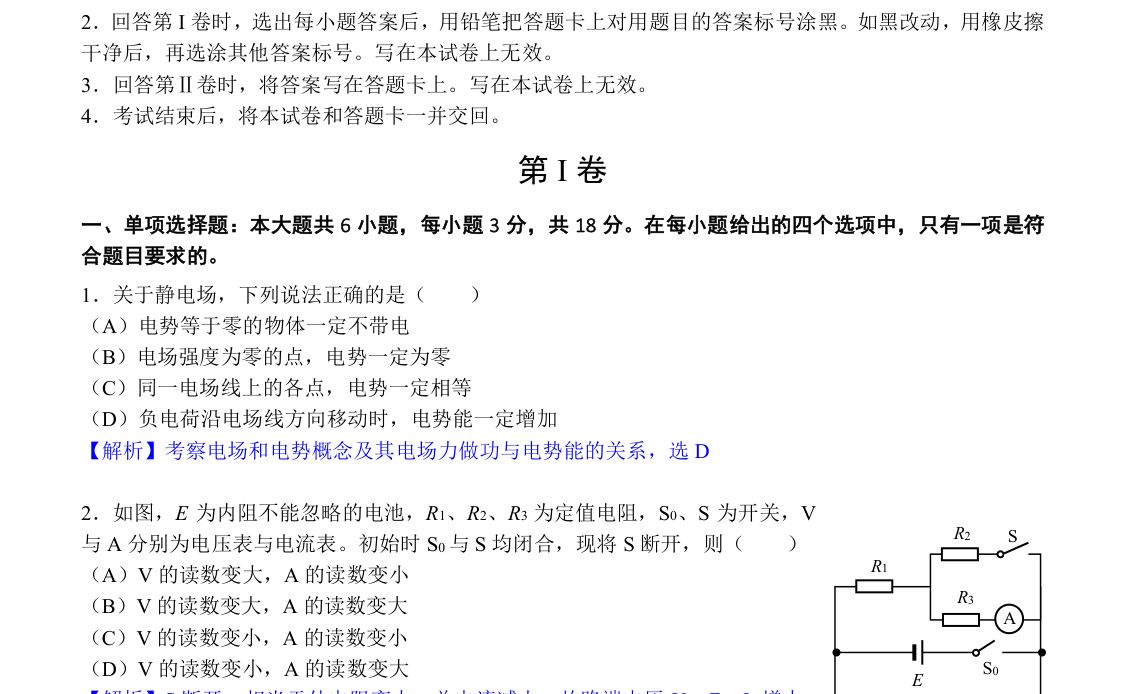 2．回答第 I 卷时，选出每小题答案后，用铅笔把答题卡上对用题目的答案标号涂黑。如黑改动，用橡皮擦
干净后，再选涂其他答案标号。写在本试卷上无效。
3．回答第Ⅱ卷时，将答案写在答题卡上。写在本试卷上无效。
4．考试结束后，将本试卷和答题卡一并交回。
第 I 卷
一、单项选择题：本大题共 6 小题，每小题 3 分，共 18 分。在每小题给出的四个选项中，只有一项是符
合题目要求的。
1．关于静电场，下列说法正确的是（　　）
（A）电势等于零的物体一定不带电
（B）电场强度为零的点，电势一定为零
（C）同一电场线上的各点，电势一定相等
（D）负电荷沿电场线方向移动时，电势能一定增加
【解析】考察电场和电势概念及其电场力做功与电势能的关系，选 D
2．如图，E 为内阻不能忽略的电池，R1、R2、R3 为定值电阻，S0、S 为开关，V
与 A 分别为电压表与电流表。初始时 S0 与 S 均闭合，现将 S 断开，则（　　）
（A）V 的读数变大，A 的读数变小
（B）V 的读数变大，A 的读数变大
（C）V 的读数变小，A 的读数变小
（D）V 的读数变小，A 的读数变大
R2 S
R1
R3
A
S0
E